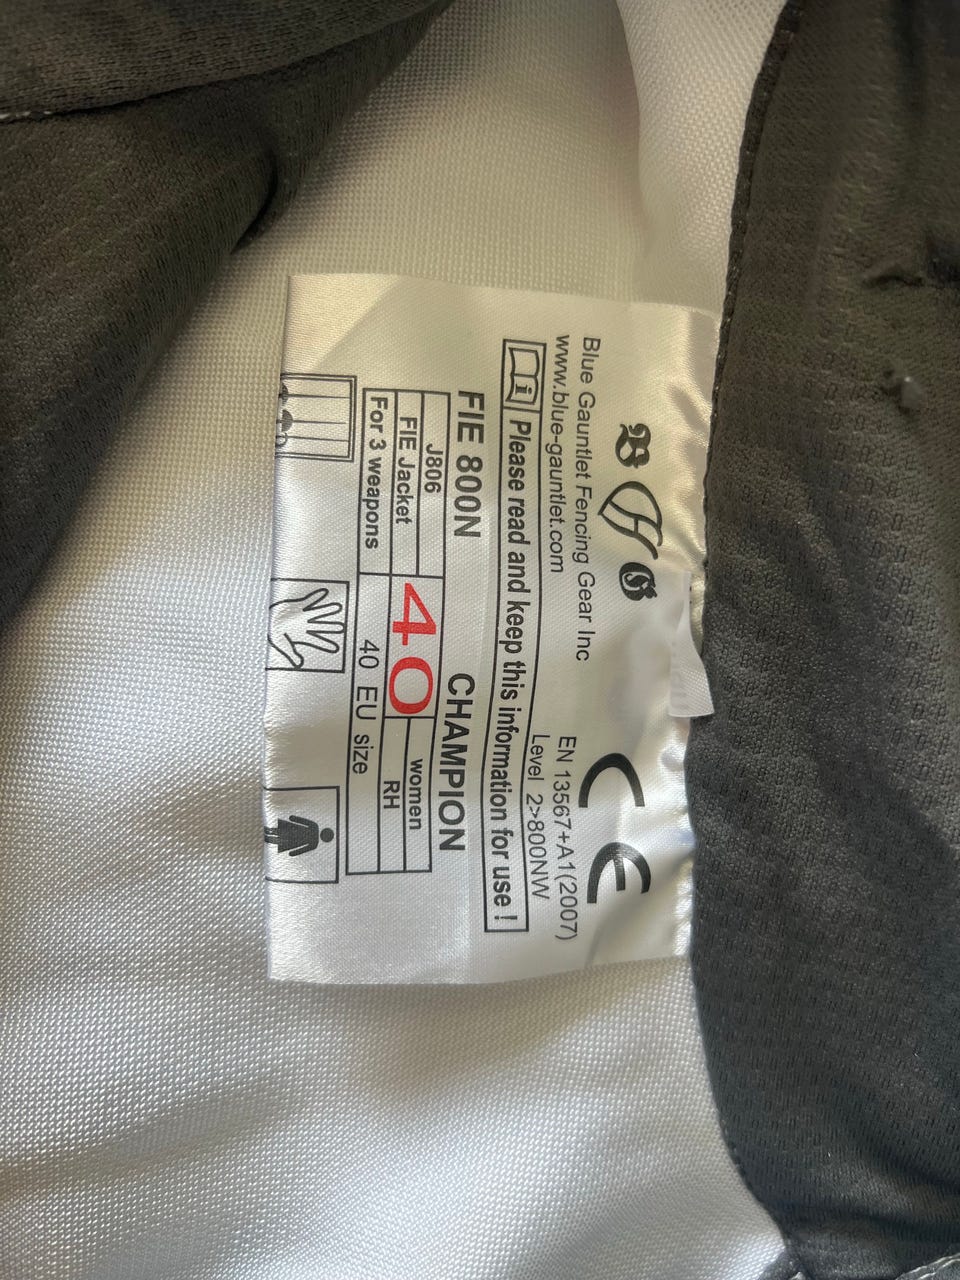 B G
CE
Blue Gauntlet Fencing Gear Inc
www.blue-gauntlet.com
EN 13567+A1(2007)
Level 2>800NW
i Please read and keep this information for use !
FIE 800N CHAMPION
J806
FIE Jacket
For 3 weapons
40
40 EU size
women
RH